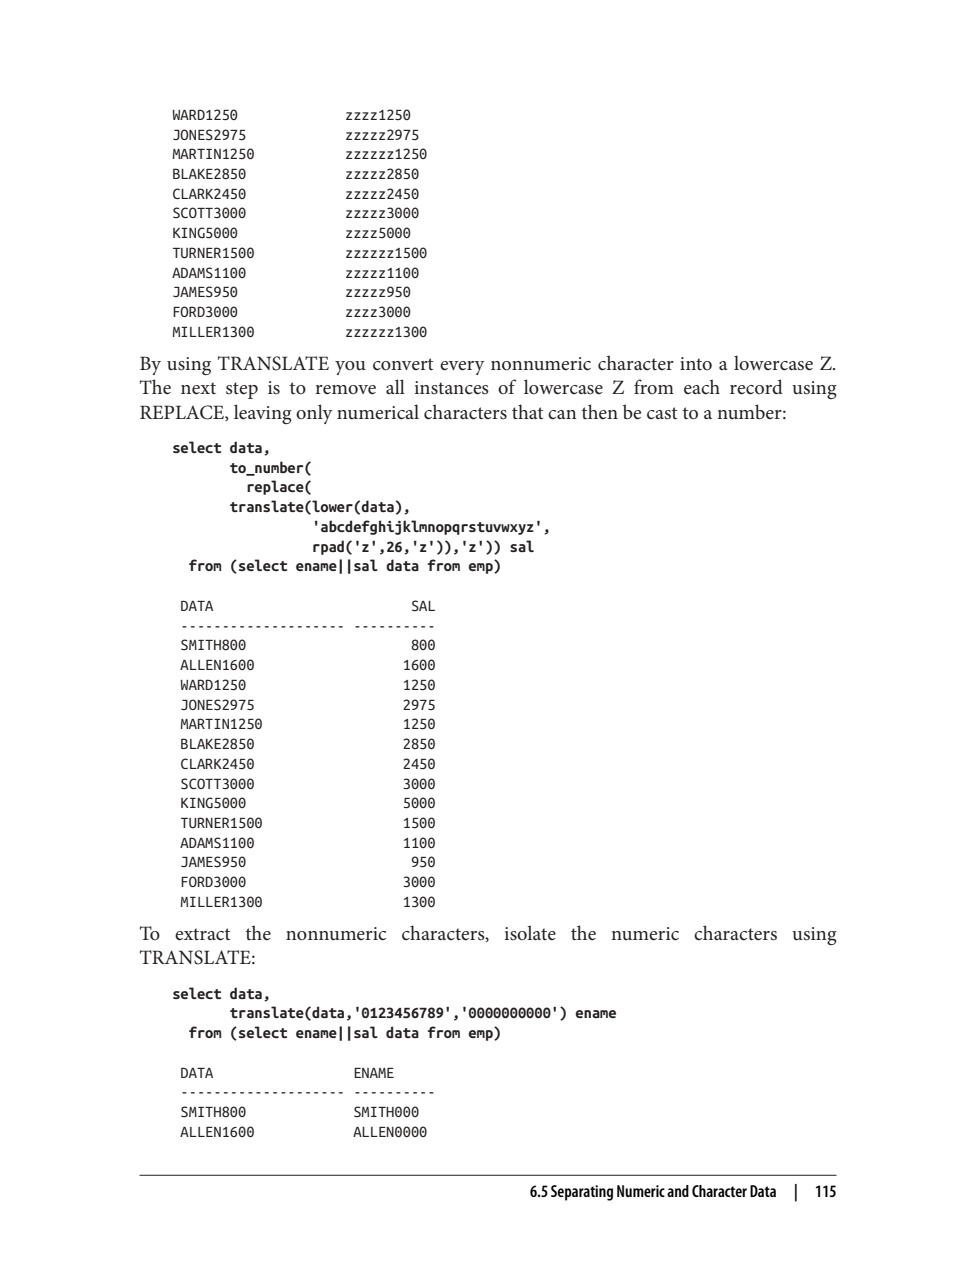 WARD1250             zzzz1250
JONES2975            zzzzz2975
MARTIN1250           zzzzzz1250
BLAKE2850            zzzzz2850
CLARK2450            zzzzz2450
SCOTT3000            zzzzz3000
KING5000             zzzz5000
TURNER1500           zzzzzz1500
ADAMS1100            zzzzz1100
JAMES950             zzzzz950
FORD3000             zzzz3000
MILLER1300           zzzzzz1300
By using TRANSLATE you convert every nonnumeric character into a lowercase Z.
The next step is to remove all instances of lowercase Z from each record using
REPLACE, leaving only numerical characters that can then be cast to a number:
select data,
       to_number(
         replace(
       translate(lower(data),
                 'abcdefghijklmnopqrstuvwxyz',
                 rpad('z',26,'z')),'z')) sal
  from (select ename||sal data from emp)
DATA                        SAL
-------------------- ----------
SMITH800                    800
ALLEN1600                  1600
WARD1250                   1250
JONES2975                  2975
MARTIN1250                 1250
BLAKE2850                  2850
CLARK2450                  2450
SCOTT3000                  3000
KING5000                   5000
TURNER1500                 1500
ADAMS1100                  1100
JAMES950                    950
FORD3000                   3000
MILLER1300                 1300
To extract the nonnumeric characters, isolate the numeric characters using
TRANSLATE:
select data,
       translate(data,'0123456789','0000000000') ename
  from (select ename||sal data from emp)
DATA                 ENAME
-------------------- ----------
SMITH800             SMITH000
ALLEN1600            ALLEN0000
6.5 Separating Numeric and Character Data | 115